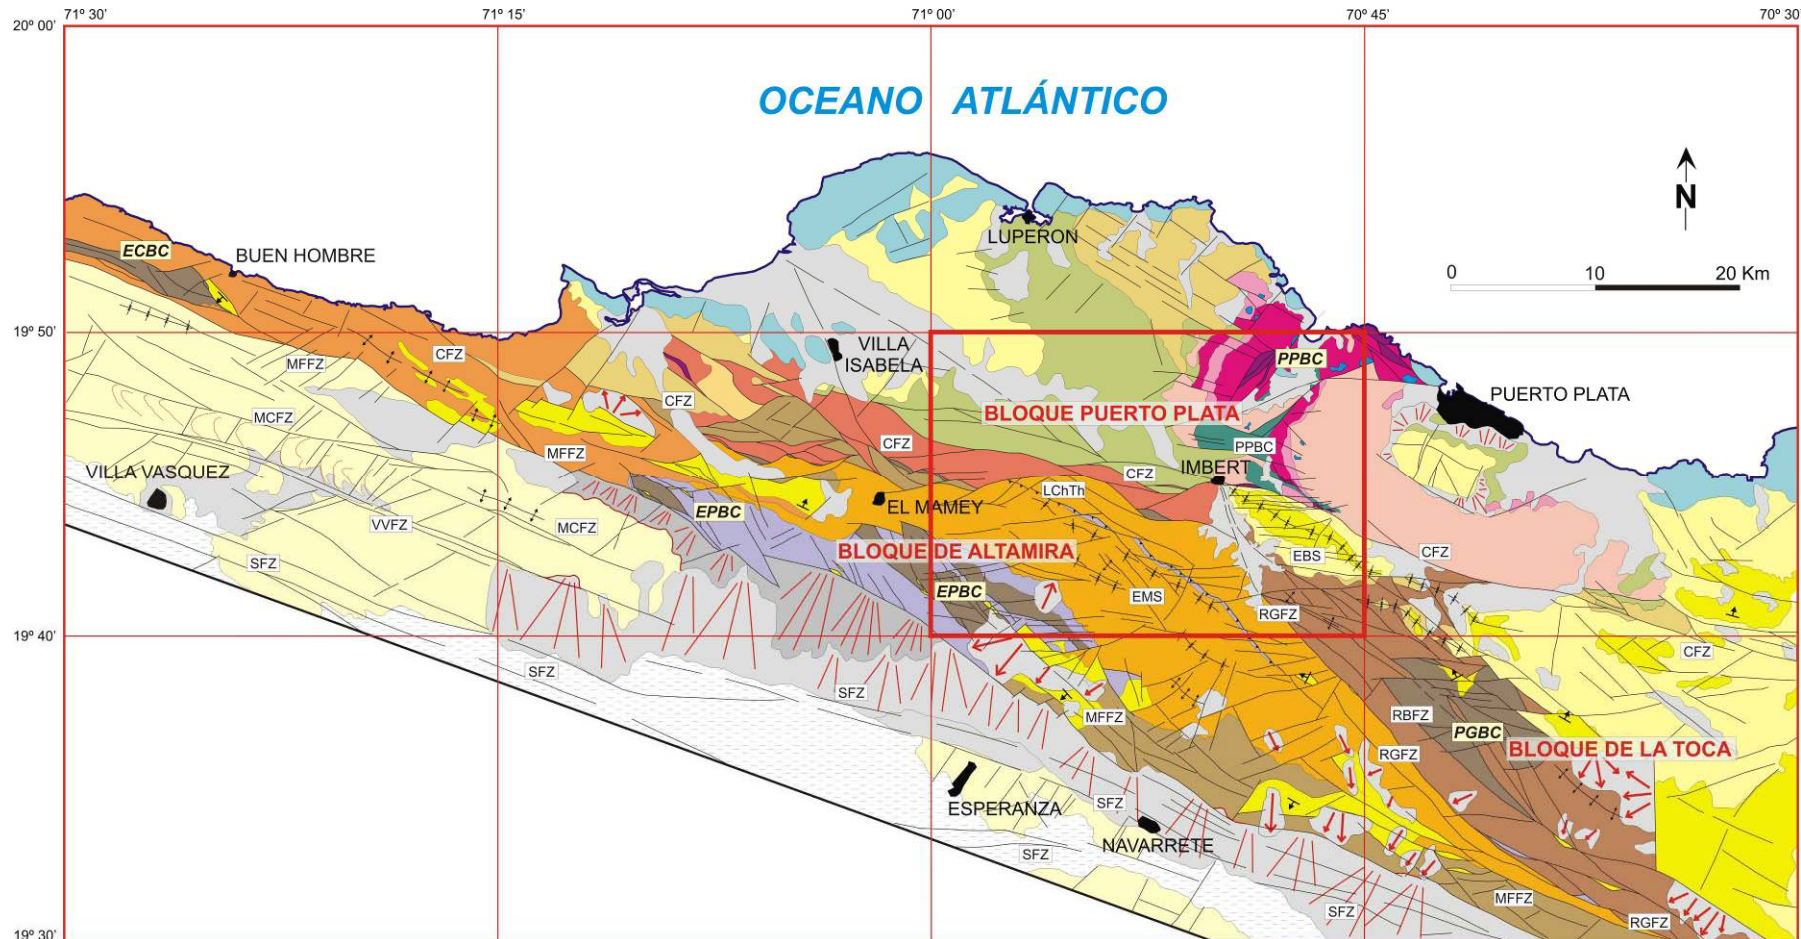 71º 30'
71º 15'
71º 00'
70º 45'
70º 30'
20º 00'
OCEANO ATLÁNTICO
N
LUPERON
ECBC
BUEN HOMBRE
0 10 20 Km
19º 50'
CFZ
VILLA
ISABELA
MFFZ
PPBC
PUERTO PLATA
CFZ
MCFZ
BLOQUE PUERTO PLATA
CFZ
PPBC
MFFZ
IMBERT
VILLA VASQUEZ
CFZ
LChTh
EL MAMEY
EPBC
VVFZ
MCFZ
BLOQUE DE ALTAMIRA
EBS
CFZ
SFZ
EPBC
EMS
RGFZ
19º 40'
CFZ
SFZ
SFZ
MFFZ
RBFZ
PGBC
BLOQUE DE LA TOCA
RGFZ
ESPERANZA
SFZ
NAVARRETE
SFZ
MFFZ
SFZ
RGFZ
19º 30'